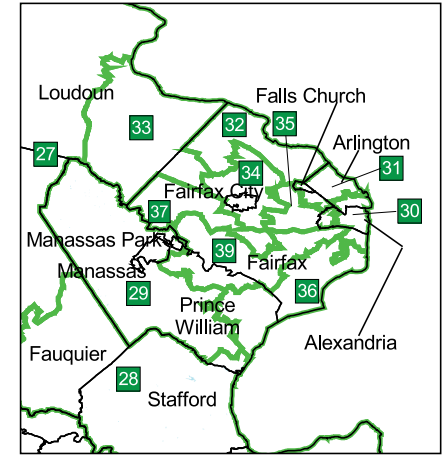 Loudoun
Falls Church
32
35
33
Arlington
27
34
31
Fairfax City
37
30
Manassas Park
39
Manassas
Fairfax
29
36
Prince
William
Alexandria
Fauquier
28
Stafford